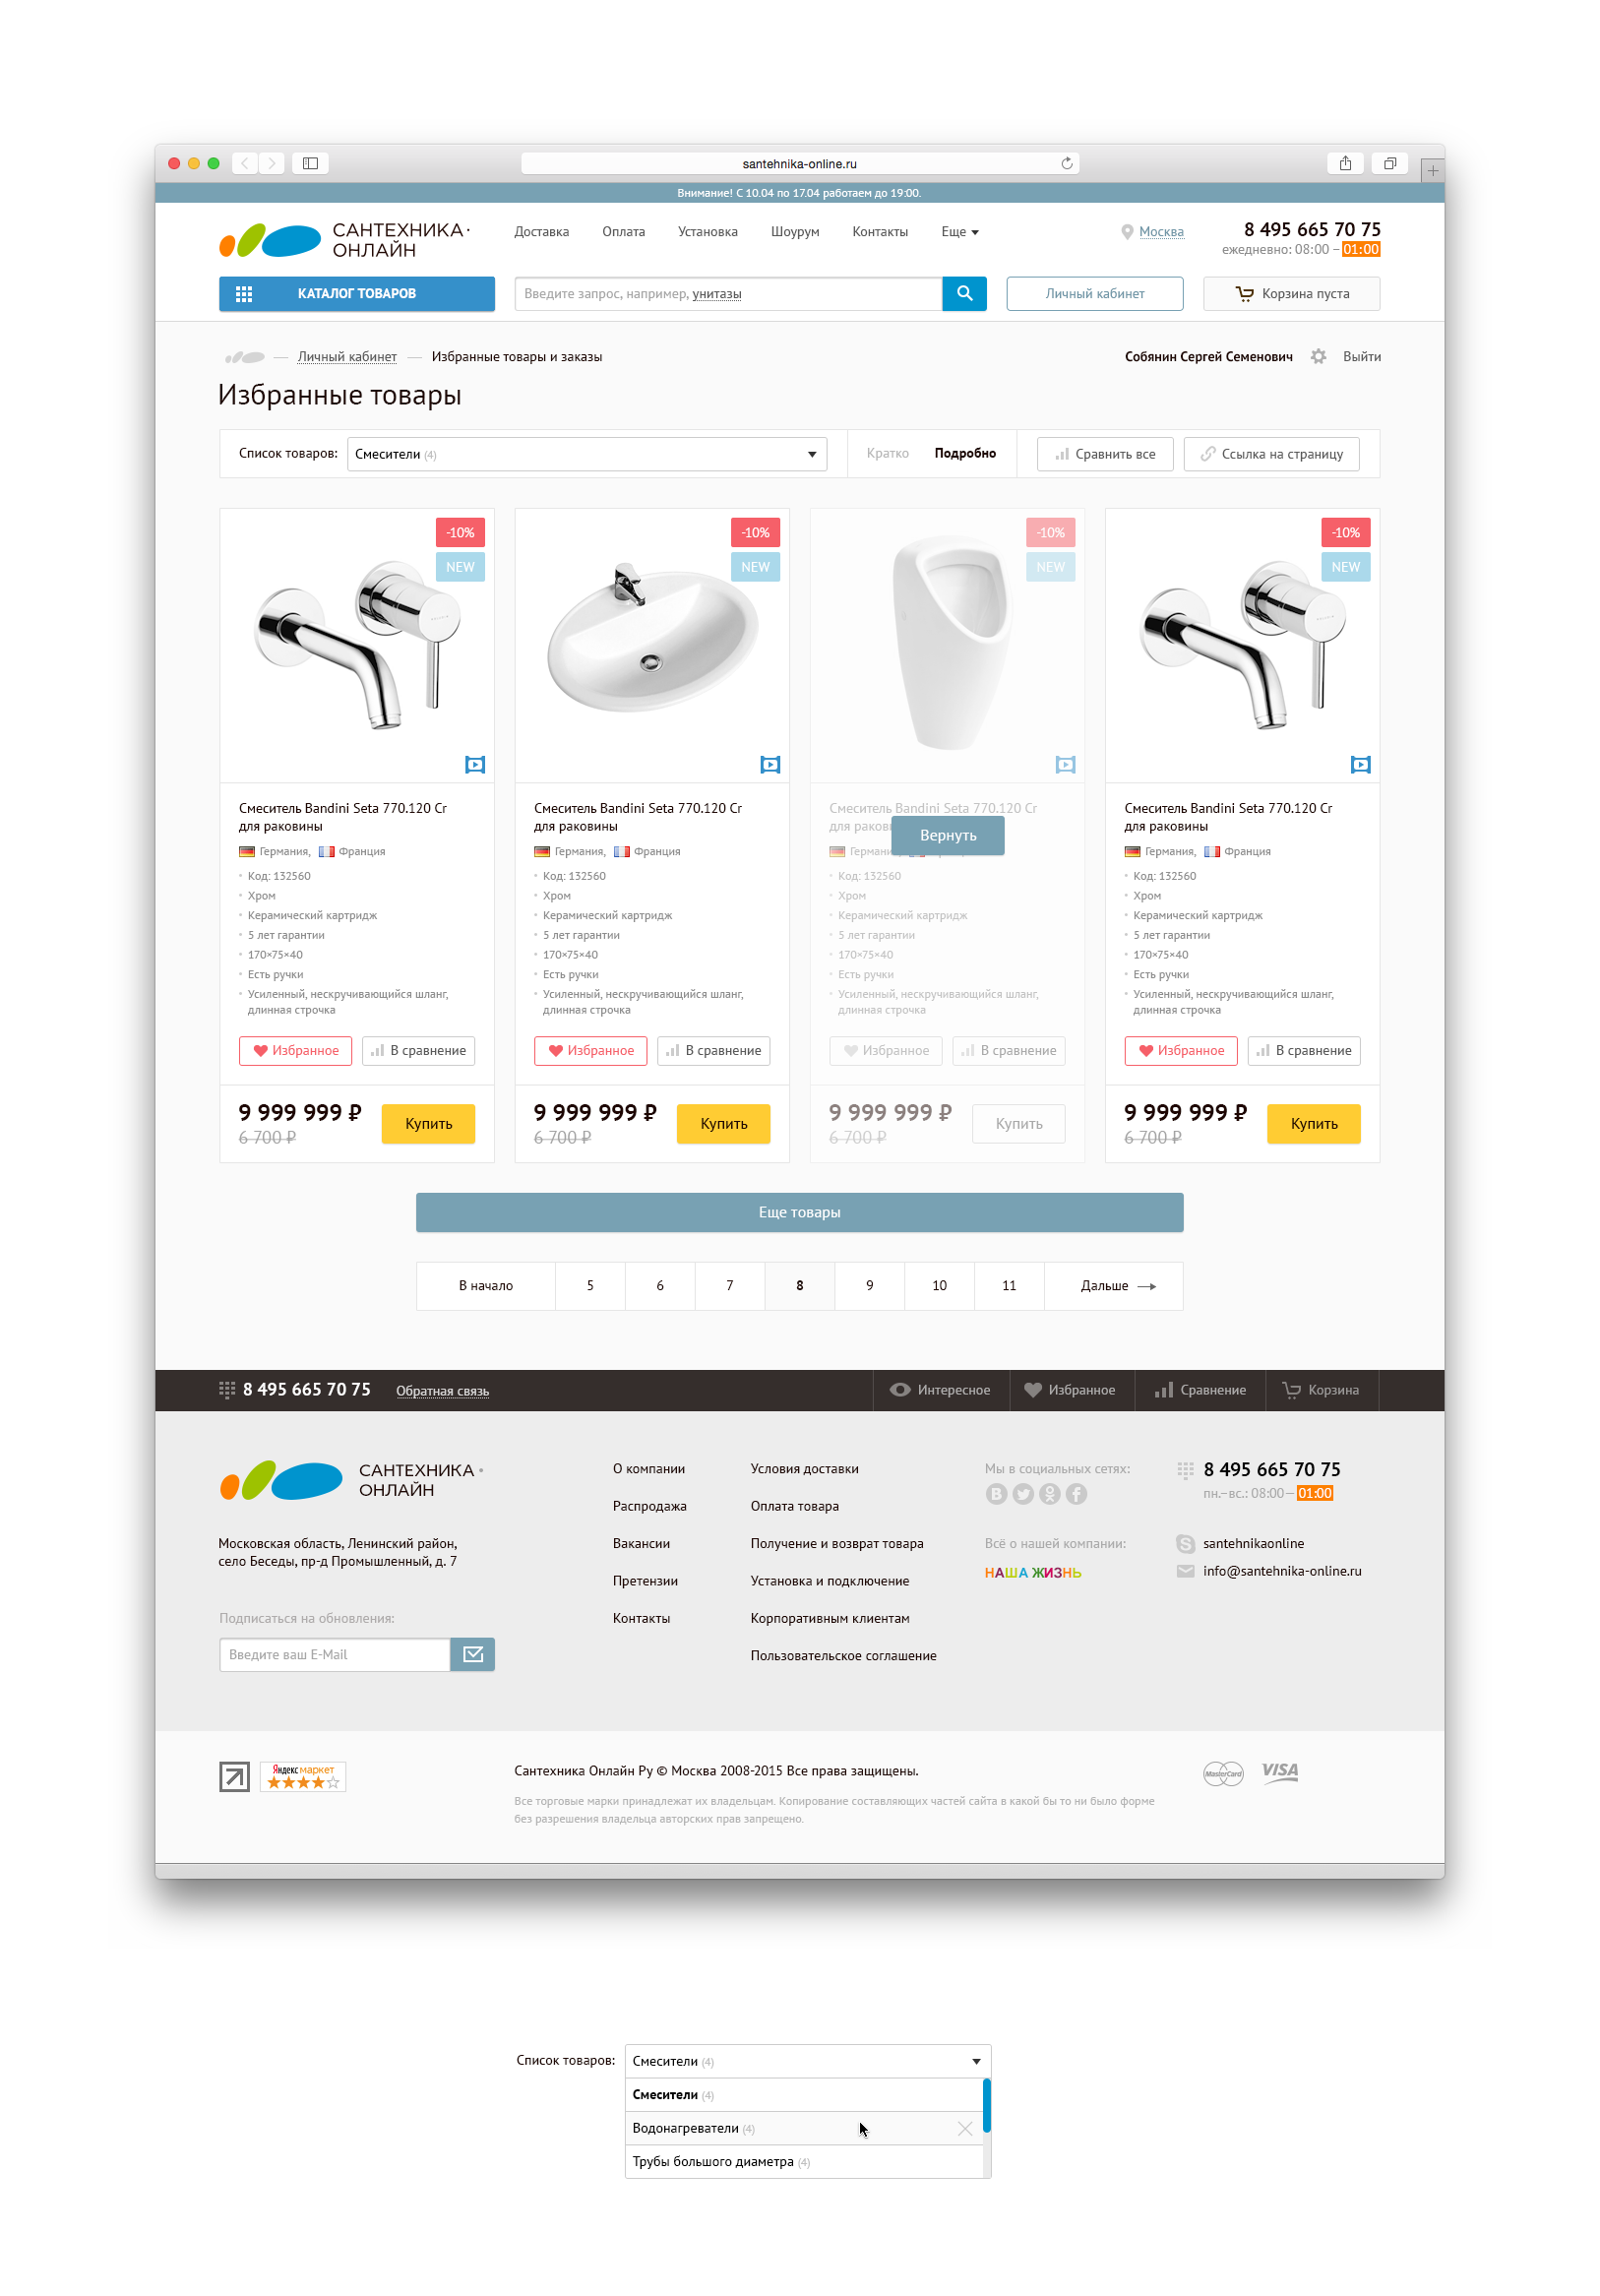 santehnika-online.ru
Внимание! С 10.04 по 17.04 работаем до 19:00.
САНТЕХНИКА·
ОНЛАЙН
Доставка Оплата Установка Шоурум Контакты Еще
Москва
8 495 665 70 75
ежедневно: 08:00 – 01:00
КАТАЛОГ ТОВАРОВ
Введите запрос, например, унитазы
Личный кабинет
Корзина пуста
— Личный кабинет — Избранные товары и заказы
Собянин Сергей Семенович Выйти
Избранные товары
Список товаров: Смесители (4)
Кратко Подробно
Сравнить все
Ссылка на страницу
-10%
NEW
Смеситель Bandini Seta 770.120 Cr
для раковины
Германия, Франция
Код: 132560
Хром
Керамический картридж
5 лет гарантии
170×75×40
Есть ручки
Усиленный, нескручивающийся шланг,
длинная строчка
Избранное В сравнение
9 999 999 ₽
6 700 ₽
Купить
-10%
NEW
Смеситель Bandini Seta 770.120 Cr
для раковины
Германия, Франция
Код: 132560
Хром
Керамический картридж
5 лет гарантии
170×75×40
Есть ручки
Усиленный, нескручивающийся шланг,
длинная строчка
Избранное В сравнение
9 999 999 ₽
6 700 ₽
Купить
-10%
NEW
Смеситель Bandini Seta 770.120 Cr
для
Вернуть
Код: 132560
Хром
Керамический картридж
5 лет гарантии
170×75×40
Есть ручки
Усиленный, нескручивающийся шланг,
длинная строчка
Избранное В сравнение
9 999 999 ₽
6 700 ₽
Купить
-10%
NEW
Смеситель Bandini Seta 770.120 Cr
для раковины
Германия, Франция
Код: 132560
Хром
Керамический картридж
5 лет гарантии
170×75×40
Есть ручки
Усиленный, нескручивающийся шланг,
длинная строчка
Избранное В сравнение
9 999 999 ₽
6 700 ₽
Купить
Еще товары
В начало 5 6 7 8 9 10 11 Дальше
8 495 665 70 75 Обратная связь
Интересное Избранное Сравнение Корзина
САНТЕХНИКА ·
ОНЛАЙН
Московская область, Ленинский район,
село Беседы, пр-д Промышленный, д. 7
Подписаться на обновления:
Введите ваш E-Mail
О компании
Распродажа
Вакансии
Претензии
Контакты
Условия доставки
Оплата товара
Получение и возврат товара
Установка и подключение
Корпоративным клиентам
Пользовательское соглашение
Мы в социальных сетях:
Всё о нашей компании:
НАША ЖИЗНЬ
8 495 665 70 75
пн.–вс.: 08:00– 01:00
santehnikaonline
info@santehnika-online.ru
Яндекс маркет
Сантехника Онлайн Ру © Москва 2008-2015 Все права защищены.
Все торговые марки принадлежат их владельцам. Копирование составляющих частей сайта в какой бы то ни было форме
без разрешения владельца авторских прав запрещено.
MasterCard VISA
Список товаров: Смесители (4)
Смесители (4)
Водонагреватели (4)
Трубы большого диаметра (4)